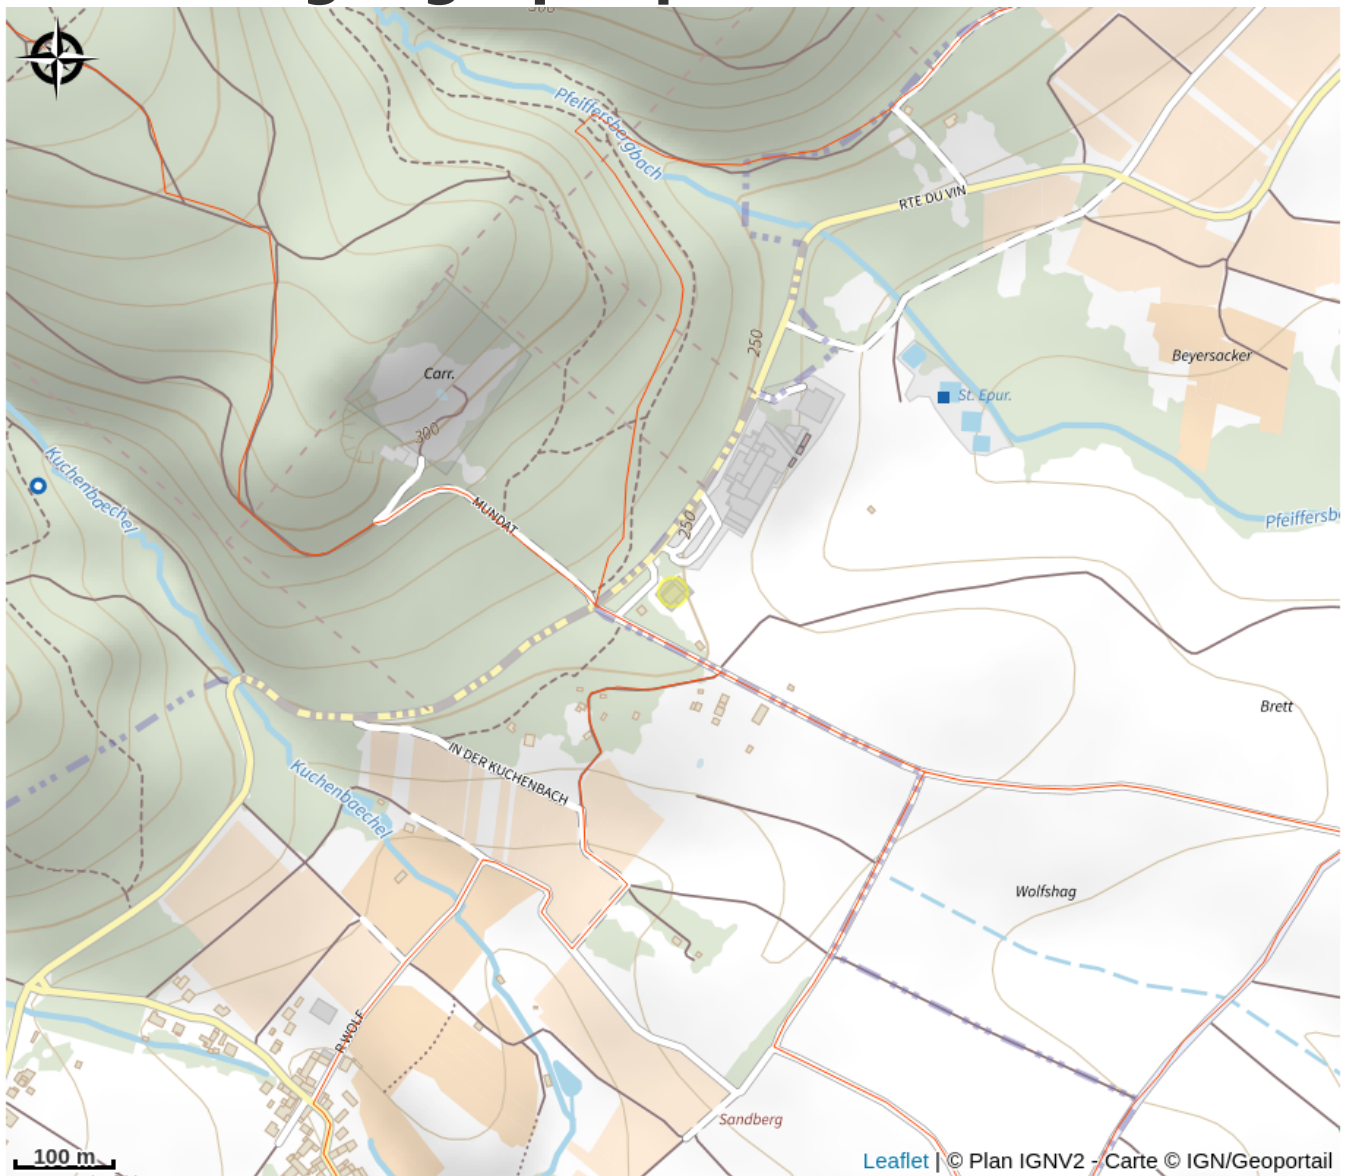 Pfeiffersbergbach
RTE DU VIN
250
Beyersacker
Carr.
St. Epur.
300
Kuchenbaechel
MUNDAT
250
Pfeiffersb
Brett
IN DER KUCHENBACH
Kuchenbaechel
Wolfshag
R WOLF
Sandberg
100 m
Leaflet | © Plan IGNV2 - Carte © IGN/Geoportail